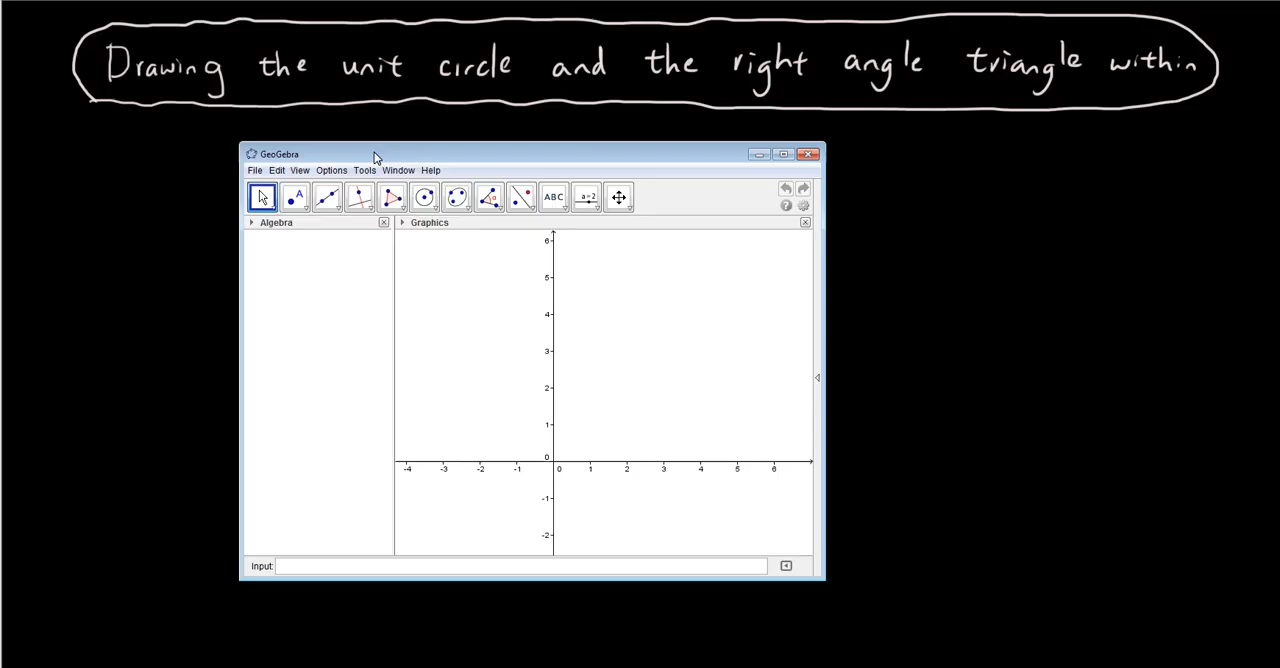 Drawing the unit circle and the right angle triangle within
GeoGebra
File Edit View Options Tools Window Help
A ABC a=2
Algebra Graphics
6
5
4
3
2
1
0
-4 -3 -2 -1 0 1 2 3 4 5 6
-1
-2
Input: